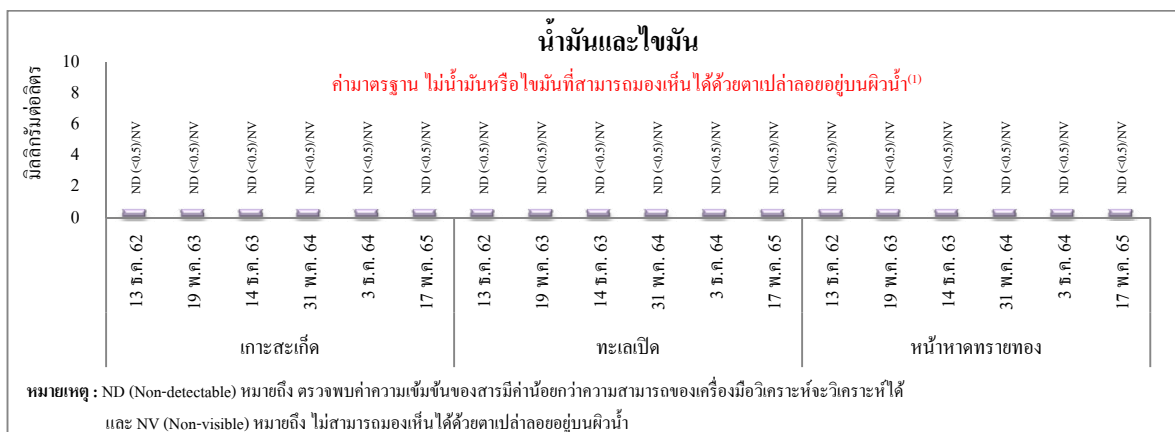 น้ำมันและไขมัน
มิลลิกรัมต่อลิตร
10
8
6
4
2
0
ค่ามาตรฐาน ไม่น้ำมันหรือไขมันที่สามารถมองเห็นได้ด้วยตาเปล่าลอยอยู่บนผิวน้ำ(1)
ND (<0.5)/NV ND (<0.5)/NV ND (<0.5)/NV ND (<0.5)/NV ND (<0.5)/NV ND (<0.5)/NV ND (<0.5)/NV ND (<0.5)/NV ND (<0.5)/NV ND (<0.5)/NV ND (<0.5)/NV ND (<0.5)/NV ND (<0.5)/NV ND (<0.5)/NV ND (<0.5)/NV ND (<0.5)/NV ND (<0.5)/NV ND (<0.5)/NV
13 ธ.ค. 62 19 พ.ค. 63 14 ธ.ค. 63 31 พ.ค. 64 3 ธ.ค. 64 17 พ.ค. 65 13 ธ.ค. 62 19 พ.ค. 63 14 ธ.ค. 63 31 พ.ค. 64 3 ธ.ค. 64 17 พ.ค. 65 13 ธ.ค. 62 19 พ.ค. 63 14 ธ.ค. 63 31 พ.ค. 64 3 ธ.ค. 64 17 พ.ค. 65
เกาะสะเก็ด ทะเลเปิด หน้าหาดทรายทอง
หมายเหตุ : ND (Non-detectable) หมายถึง ตรวจพบค่าความเข้มข้นของสารมีค่าน้อยกว่าความสามารถของเครื่องมือวิเคราะห์จะวิเคราะห์ได้
และ NV (Non-visible) หมายถึง ไม่สามารถมองเห็นได้ด้วยตาเปล่าลอยอยู่บนผิวน้ำ